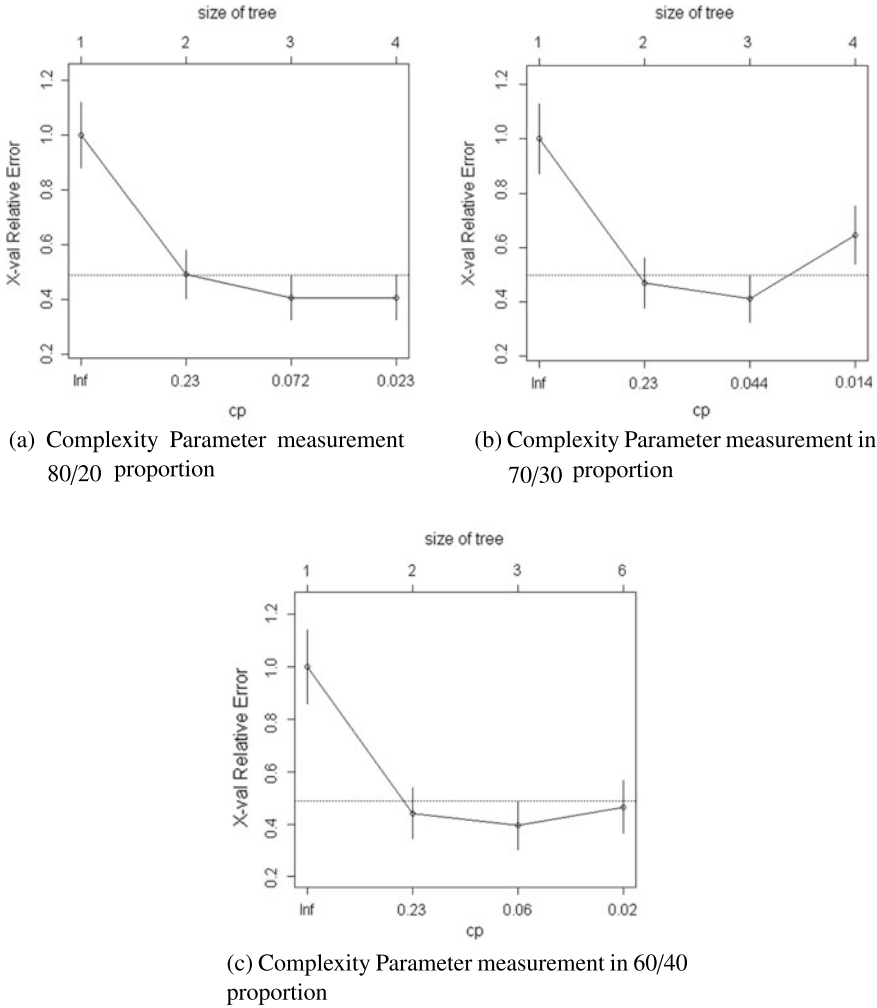 size of tree
1 2 3 4
X-val Relative Error
0.2 0.4 0.6 0.8 1.0 1.2
Inf 0.23 0.072 0.023
cp
(a) Complexity Parameter measurement
80/20 proportion
size of tree
1 2 3 4
X-val Relative Error
0.2 0.4 0.6 0.8 1.0 1.2
Inf 0.23 0.044 0.014
cp
(b) Complexity Parameter measurement in
70/30 proportion
size of tree
1 2 3 6
X-val Relative Error
0.2 0.4 0.6 0.8 1.0 1.2
Inf 0.23 0.06 0.02
cp
(c) Complexity Parameter measurement in 60/40
proportion